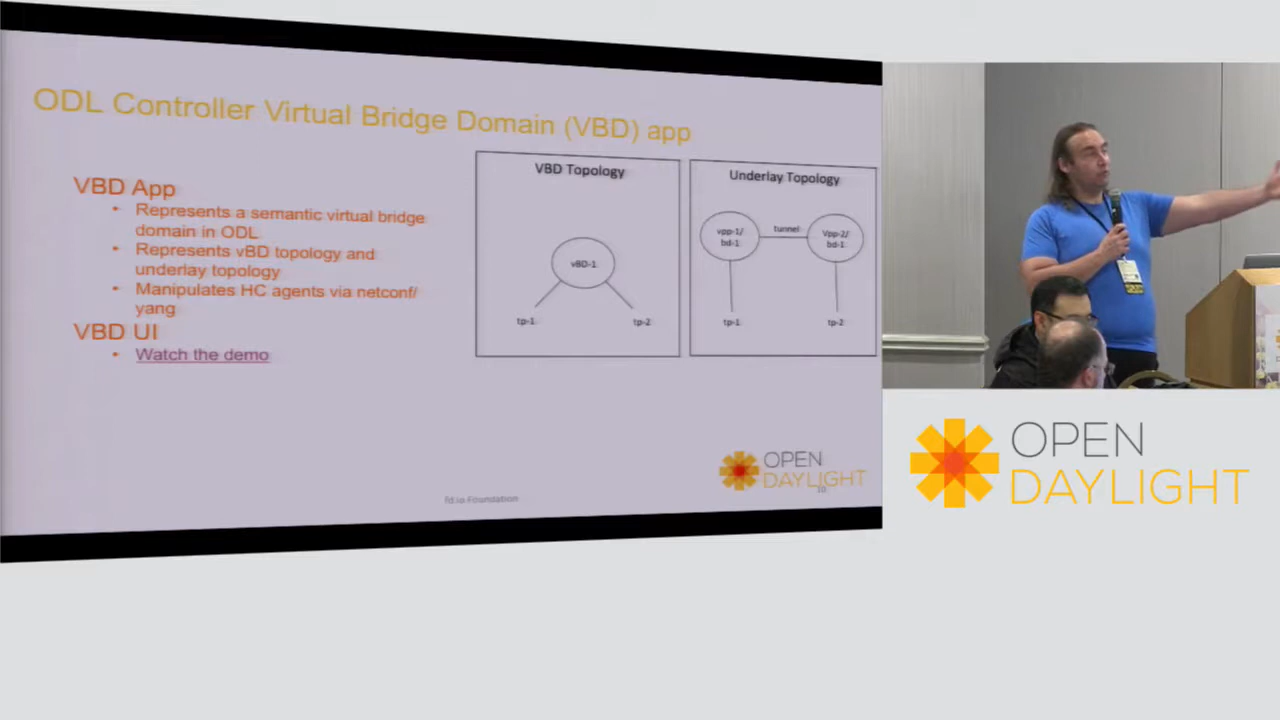 ODL Controller Virtual Bridge Domain (VBD) app
VBD App
• Represents a semantic virtual bridge
domain in ODL
• Represents vBD topology and
underlay topology
• Manipulates HC agents via netconf/
yang
VBD UI
• Watch the demo
VBD Topology
vBD-1
tp-1
tp-2
Underlay Topology
vpp-1/
bd-1
tunnel
Vpp-2/
bd-1
tp-1
tp-2
fd.io Foundation
OPEN
DAYLIGHT
10
OPEN
DAYLIGHT